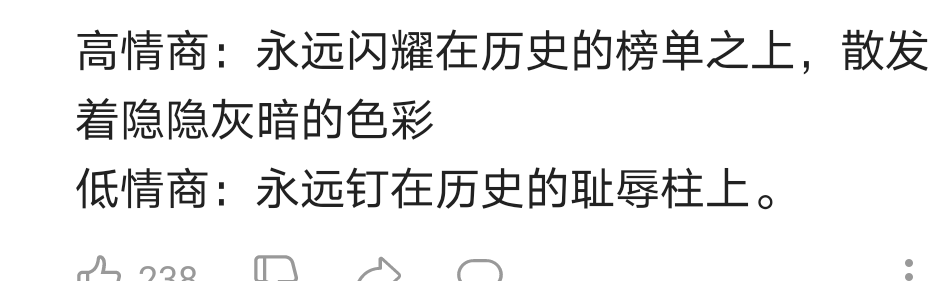 高情商：永远闪耀在历史的榜单之上，散发
着隐隐灰暗的色彩
低情商：永远钉在历史的耻辱柱上。
238